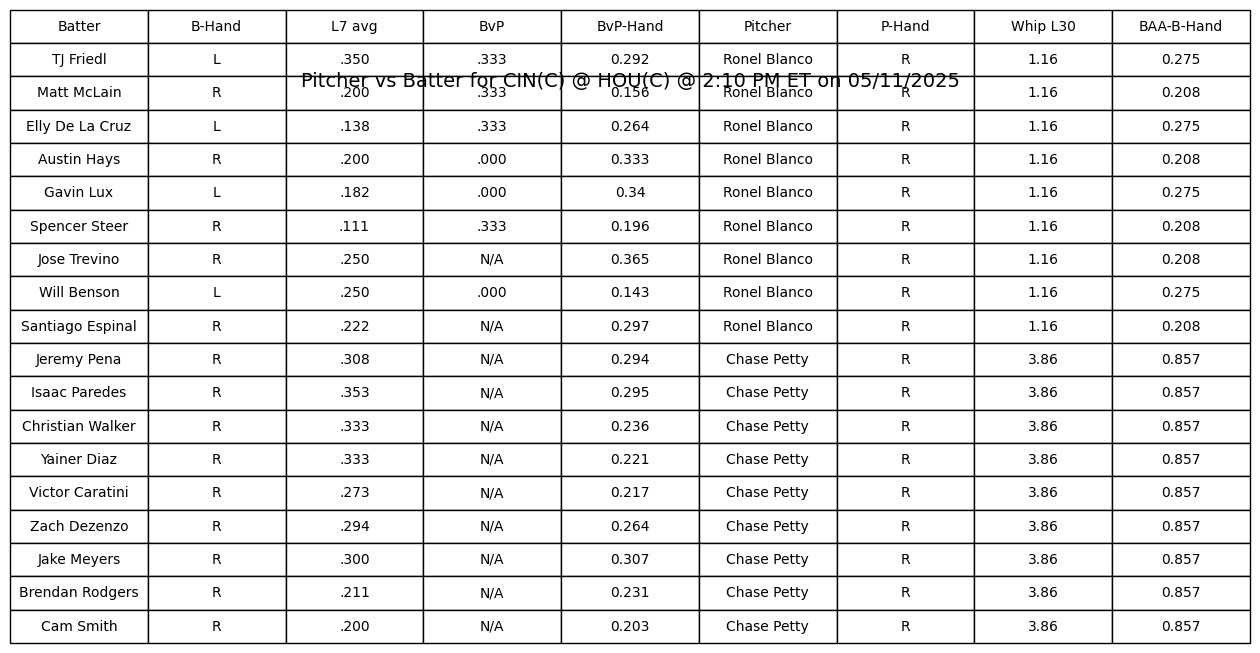 Batter B-Hand L7 avg BvP BvP-Hand Pitcher P-Hand Whip L30 BAA-B-Hand
TJ Friedl L .350 .333 0.292 Ronel Blanco R 1.16 0.275
Pitcher vs Batter for CIN(C) @ HOU(C) @ 2:10 PM ET on 05/11/2025
Matt McLain R .200 .333 0.156 Ronel Blanco R 1.16 0.208
Elly De La Cruz L .138 .333 0.264 Ronel Blanco R 1.16 0.275
Austin Hays R .200 .000 0.333 Ronel Blanco R 1.16 0.208
Gavin Lux L .182 .000 0.34 Ronel Blanco R 1.16 0.275
Spencer Steer R .111 .333 0.196 Ronel Blanco R 1.16 0.208
Jose Trevino R .250 N/A 0.365 Ronel Blanco R 1.16 0.208
Will Benson L .250 .000 0.143 Ronel Blanco R 1.16 0.275
Santiago Espinal R .222 N/A 0.297 Ronel Blanco R 1.16 0.208
Jeremy Pena R .308 N/A 0.294 Chase Petty R 3.86 0.857
Isaac Paredes R .353 N/A 0.295 Chase Petty R 3.86 0.857
Christian Walker R .333 N/A 0.236 Chase Petty R 3.86 0.857
Yainer Diaz R .333 N/A 0.221 Chase Petty R 3.86 0.857
Victor Caratini R .273 N/A 0.217 Chase Petty R 3.86 0.857
Zach Dezenzo R .294 N/A 0.264 Chase Petty R 3.86 0.857
Jake Meyers R .300 N/A 0.307 Chase Petty R 3.86 0.857
Brendan Rodgers R .211 N/A 0.231 Chase Petty R 3.86 0.857
Cam Smith R .200 N/A 0.203 Chase Petty R 3.86 0.857